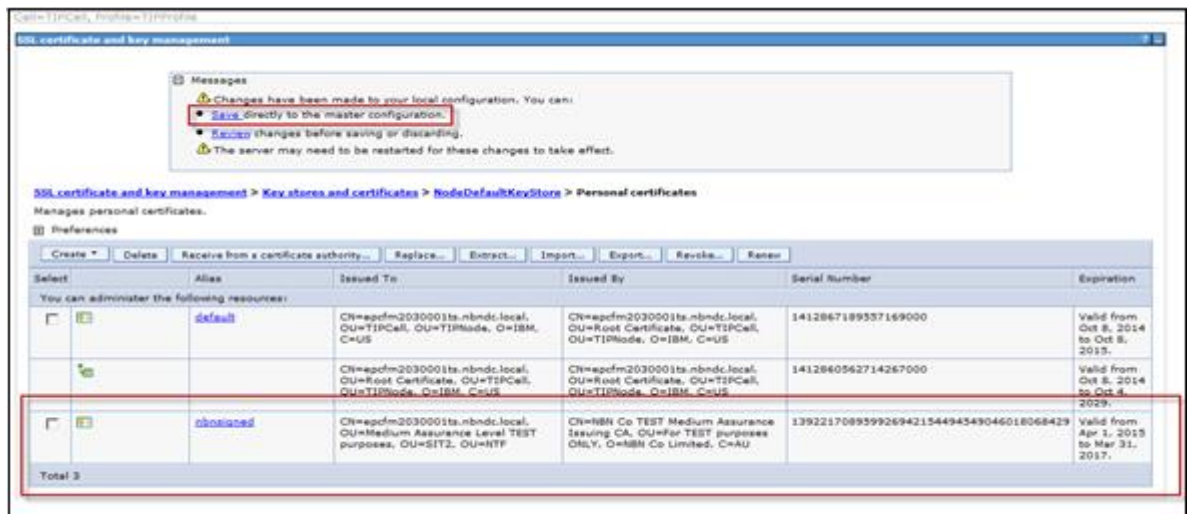 Cell=TIPCell, Profile=TIPProfile
SSL certificate and key management
? -
Messages
Changes have been made to your local configuration. You can:
Save directly to the master configuration.
Review changes before saving or discarding.
The server may need to be restarted for these changes to take effect.
SSL certificate and key management > Key stores and certificates > NodeDefaultKeyStore > Personal certificates
Manages personal certificates.
Preferences
Create Delete Receive from a certificate authority... Replace... Extract... Import... Export... Revoke... Renew
Select Alias Issued To Issued By Serial Number Expiration
You can administer the following resources:
default
CN=epcfm2030001ts.nbndc.local,
OU=TIPCell, OU=TIPNode, O=IBM,
C=US
CN=epcfm2030001ts.nbndc.local,
OU=Root Certificate, OU=TIPCell,
OU=TIPNode, O=IBM, C=US
1412867189557169000
Valid from
Oct 8, 2014
to Oct 8,
2015.
CN=epcfm2030001ts.nbndc.local,
OU=Root Certificate, OU=TIPCell,
OU=TIPNode, O=IBM, C=US
CN=epcfm2030001ts.nbndc.local,
OU=Root Certificate, OU=TIPCell,
OU=TIPNode, O=IBM, C=US
1412860562714267000
Valid from
Oct 8, 2014
to Oct 4,
2029.
nbnsigned
CN=epcfm2030001ts.nbndc.local,
OU=Medium Assurance Level TEST
purposes, OU=SIT2, OU=NTF
CN=NBN Co TEST Medium Assurance
Issuing CA, OU=For TEST purposes
ONLY, O=NBN Co Limited, C=AU
139221708959926942154494549046018068429
Valid from
Apr 1, 2015
to Mar 31,
2017.
Total 3